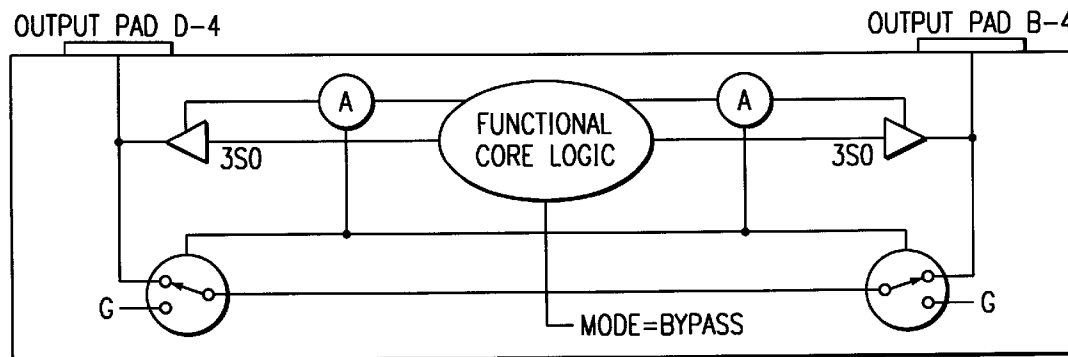 OUTPUT PAD D-4
OUTPUT PAD B-4
A
A
FUNCTIONAL
CORE LOGIC
3SO
3SO
G
G
MODE=BYPASS